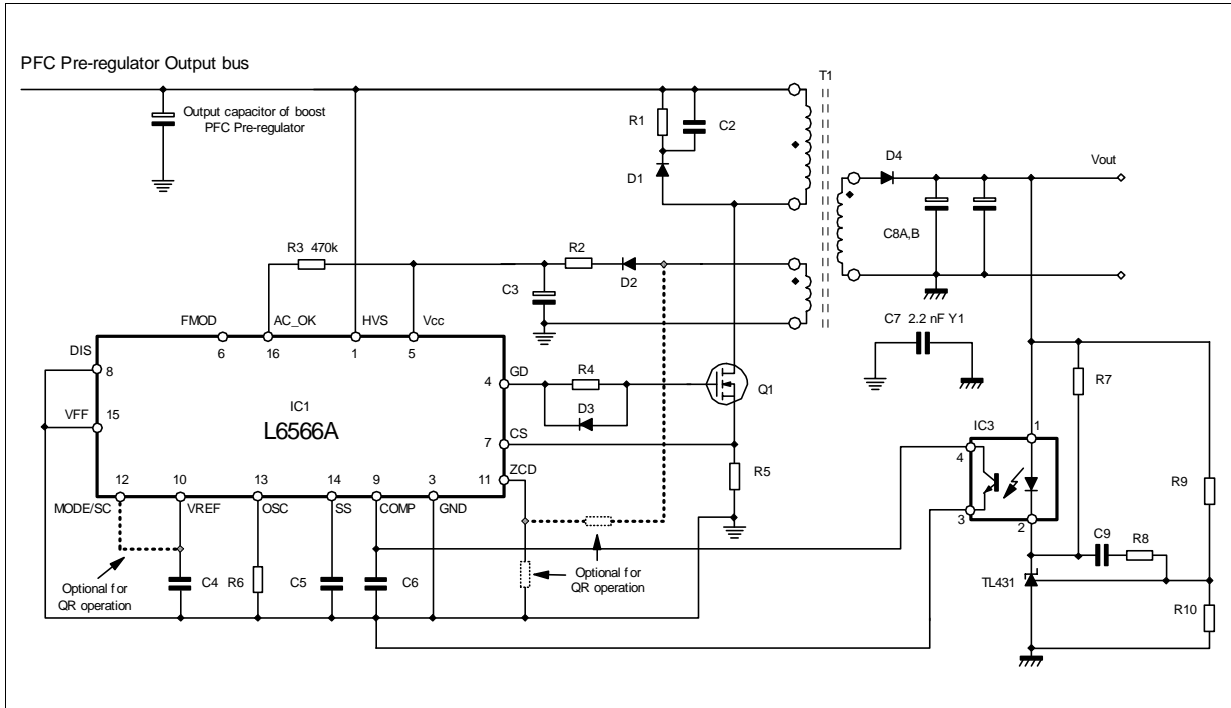 PFC Pre-regulator Output bus
T1
Output capacitor of boost
PFC Pre-regulator
R1
C2
D4
Vout
D1
C8A,B
R3 470k
R2
C3
D2
FMOD
AC_OK
HVS
Vcc
C7 2.2 nF Y1
DIS
6
16
1
5
8
4
GD
R4
Q1
R7
VFF
15
IC1
L6566A
D3
7
CS
IC3
1
4
ZCD
11
R5
R9
12
10
13
14
9
3
MODE/SC
VREF
OSC
SS
COMP
GND
3
2
C9
R8
Optional for
QR operation
C4
R6
C5
C6
Optional for
QR operation
TL431
R10